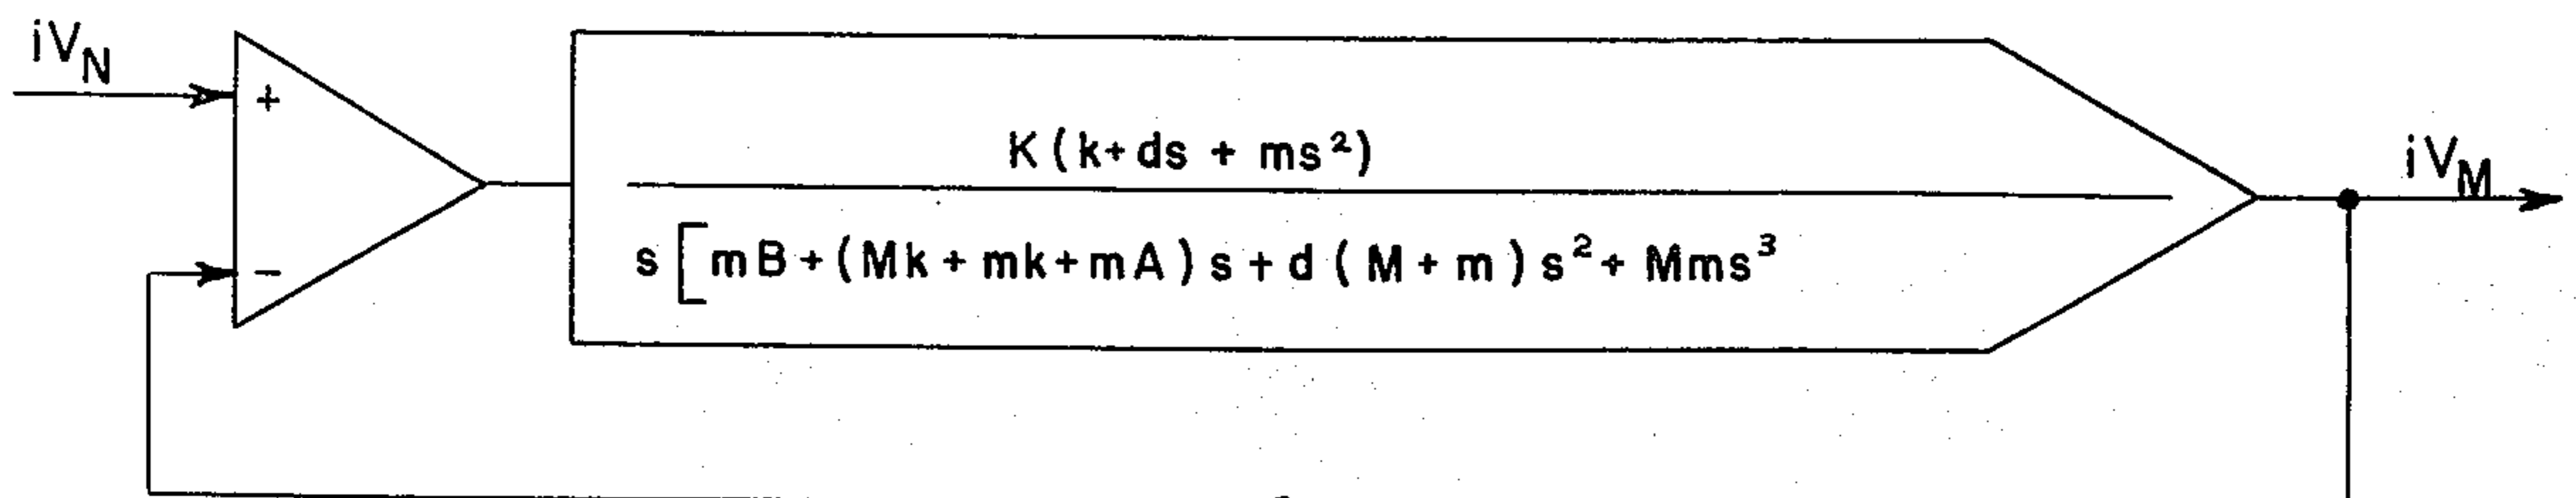 iV_N
+
K(k+ds + ms²)
iV_M
s[mB+(Mk+mk+mA)s+d(M+m)s²+Mms³
−